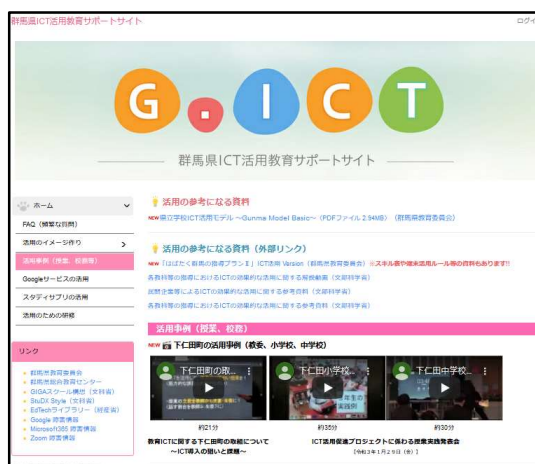 群馬県ICT活用教育サポートサイト
ログイ
G.ICT
群馬県ICT活用教育サポートサイト
ホーム
FAQ(頻繁な質問)
活用のイメージ作り
活用事例(授業、校務等)
Googleサービスの活用
スタディサプリの活用
活用のための研修
リンク
群馬県教育委員会
群馬県総合教育センター
GIGAスクール構想(文科省)
StuDX Style(文科省)
EdTechライブラリー(経産省)
Google 障害情報
Microsoft365 障害情報
Zoom 障害情報
活用の参考になる資料
NEW 県立学校ICT活用モデル ~Gunma Model Basic~(PDFファイル2.94MB)(群馬県教育委員会)
活用の参考になる資料(外部リンク)
NEW「はばたく群馬の指導プランⅡ」ICT活用 Version(群馬県教育委員会)※スキル表や端末活用ルール等の資料もあります!!
各教科等の指導におけるICTの効果的な活用に関する解説動画(文部科学省)
民間企業等によるICTの効果的な活用に関する参考資料(文部科学省)
各教科等の指導におけるICTの効果的な活用に関する参考資料(文部科学省)
活用事例(授業、校務)
NEW 下仁田町の活用事例(教委、小学校、中学校)
下仁田町の取...
下仁田小学校...
下仁田中学校...
約21分
約35分
約30分
教育ICTに関する下仁田町の取組について
~ICT導入の狙いと課題~
ICT活用促進プロジェクトに係わる授業実践発表会
[令和3年1月29日(金)]